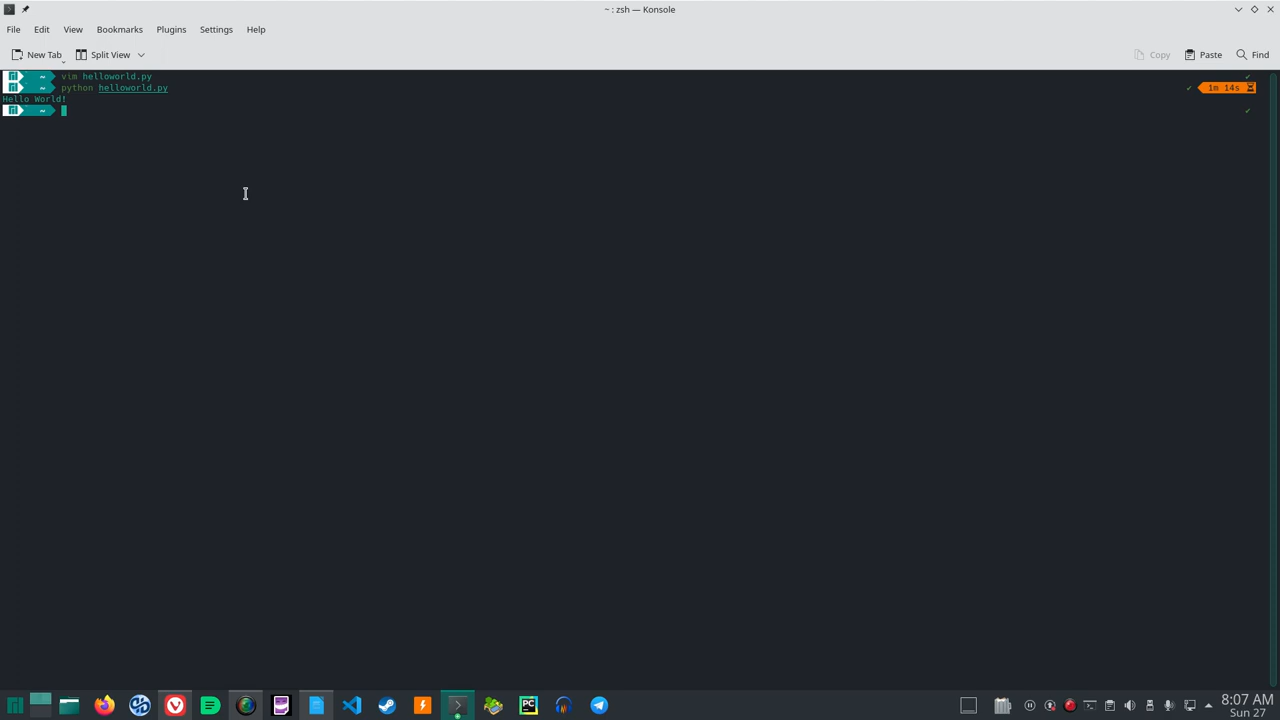 ~ : zsh — Konsole
File Edit View Bookmarks Plugins Settings Help
New Tab Split View Copy Paste Find
~ vim helloworld.py ✓
~ python helloworld.py ✓ 1m 14s
Hello World!
~ ✓
PC
8:07 AM
Sun 27